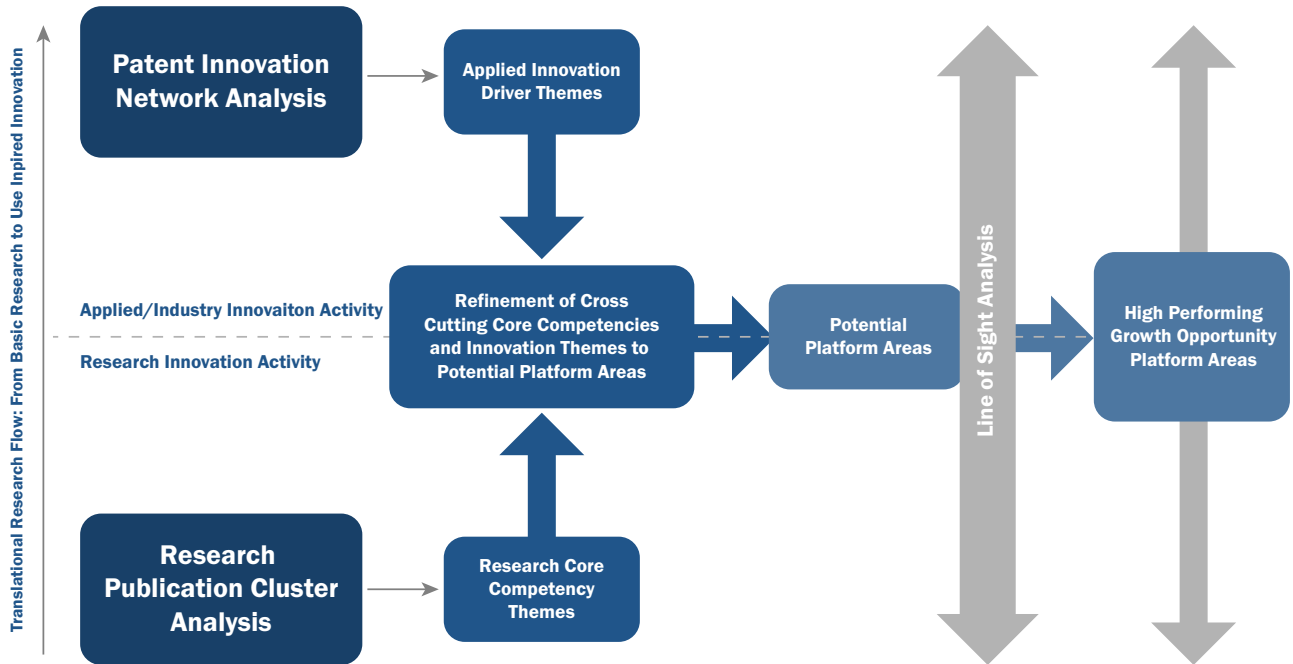 Translational Research Flow: From Basic Research to Use Inpired Innovation
Patent Innovation
Network Analysis
Applied Innovation
Driver Themes
Applied/Industry Innovaiton Activity
Research Innovation Activity
Refinement of Cross
Cutting Core Competencies
and Innovation Themes to
Potential Platform Areas
Potential
Platform Areas
Line of Sight Analysis
High Performing
Growth Opportunity
Platform Areas
Research
Publication Cluster
Analysis
Research Core
Competency
Themes